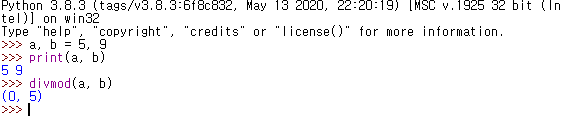 Python 3.8.3 (tags/v3.8.3:6f8c832, May 13 2020, 22:20:19) [MSC v.1925 32 bit (In
tel)] on win32
Type "help", "copyright", "credits" or "license()" for more information.
>>> a, b = 5, 9
>>> print(a, b)
5 9
>>> divmod(a, b)
(0, 5)
>>>